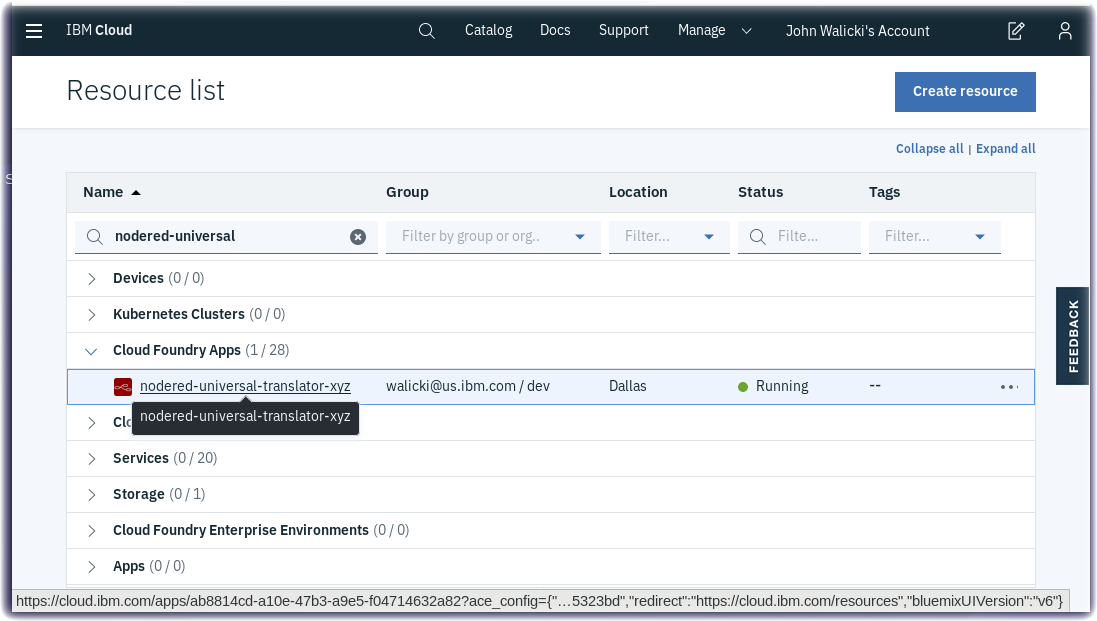 IBM Cloud Catalog Docs Support Manage John Walicki's Account
Resource list
Create resource
Collapse all | Expand all
Name Group Location Status Tags
nodered-universal Filter by group or org.. Filter... Filte... Filter...
Devices (0 / 0)
Kubernetes Clusters (0 / 0)
Cloud Foundry Apps (1 / 28)
nodered-universal-translator-xyz walicki@us.ibm.com / dev Dallas Running --
nodered-universal-translator-xyz
Services (0 / 20)
Storage (0 / 1)
Cloud Foundry Enterprise Environments (0 / 0)
Apps (0 / 0)
FEEDBACK
https://cloud.ibm.com/apps/ab8814cd-a10e-47b3-a9e5-f04714632a82?ace_config={"…5323bd","redirect":"https://cloud.ibm.com/resources","bluemixUIVersion":"v6"}